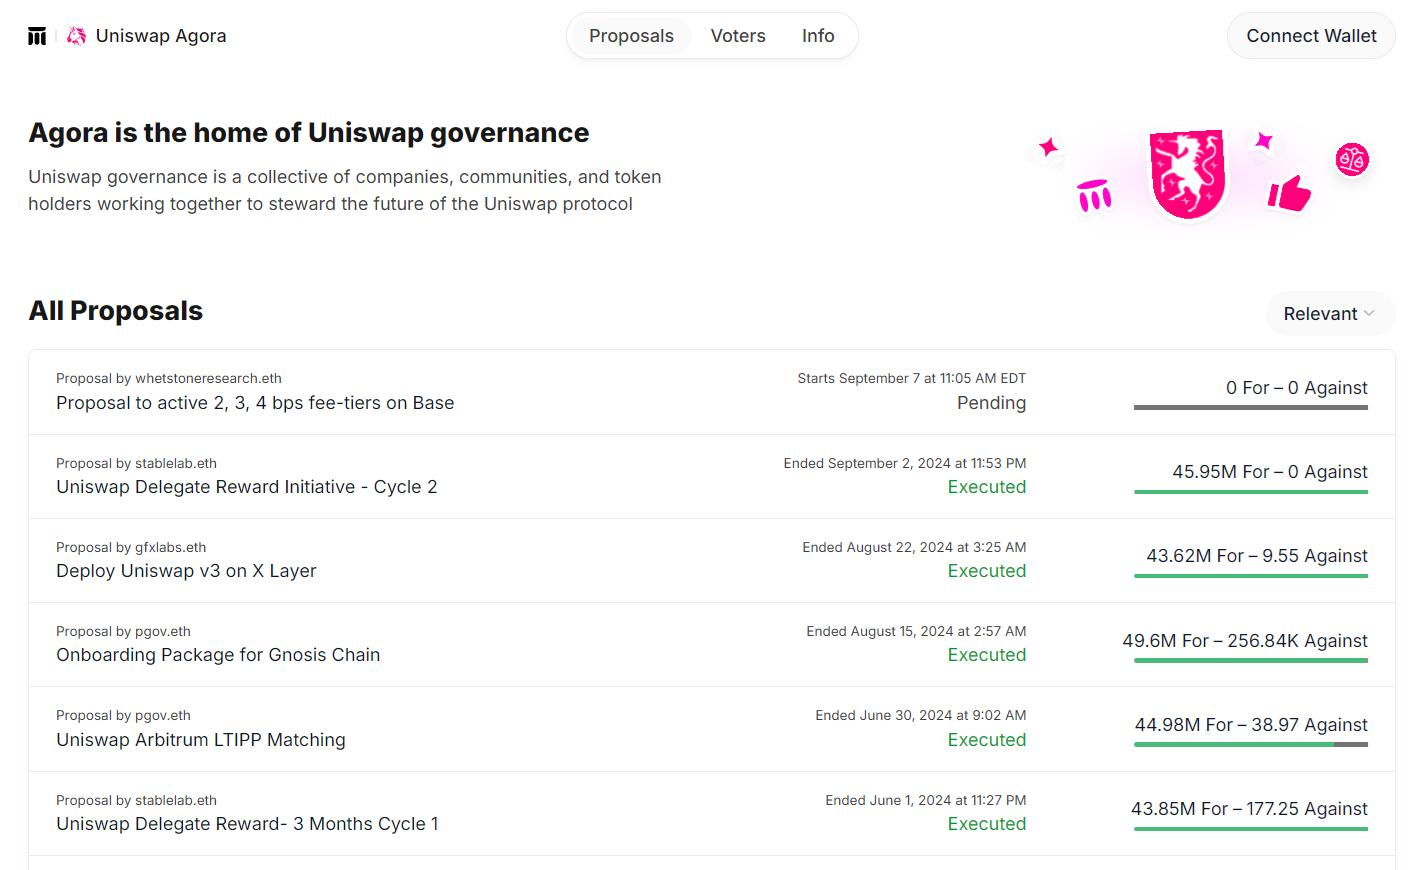 Uniswap Agora
Proposals
Voters
Info
Connect Wallet
Agora is the home of Uniswap governance
Uniswap governance is a collective of companies, communities, and token
holders working together to steward the future of the Uniswap protocol
All Proposals
Relevant
Proposal by whetstoneresearch.eth
Proposal to active 2, 3, 4 bps fee-tiers on Base
Starts September 7 at 11:05 AM EDT
Pending
0 For – 0 Against
Proposal by stablelab.eth
Uniswap Delegate Reward Initiative - Cycle 2
Ended September 2, 2024 at 11:53 PM
Executed
45.95M For – 0 Against
Proposal by gfxlabs.eth
Deploy Uniswap v3 on X Layer
Ended August 22, 2024 at 3:25 AM
Executed
43.62M For – 9.55 Against
Proposal by pgov.eth
Onboarding Package for Gnosis Chain
Ended August 15, 2024 at 2:57 AM
Executed
49.6M For – 256.84K Against
Proposal by pgov.eth
Uniswap Arbitrum LTIPP Matching
Ended June 30, 2024 at 9:02 AM
Executed
44.98M For – 38.97 Against
Proposal by stablelab.eth
Uniswap Delegate Reward- 3 Months Cycle 1
Ended June 1, 2024 at 11:27 PM
Executed
43.85M For – 177.25 Against